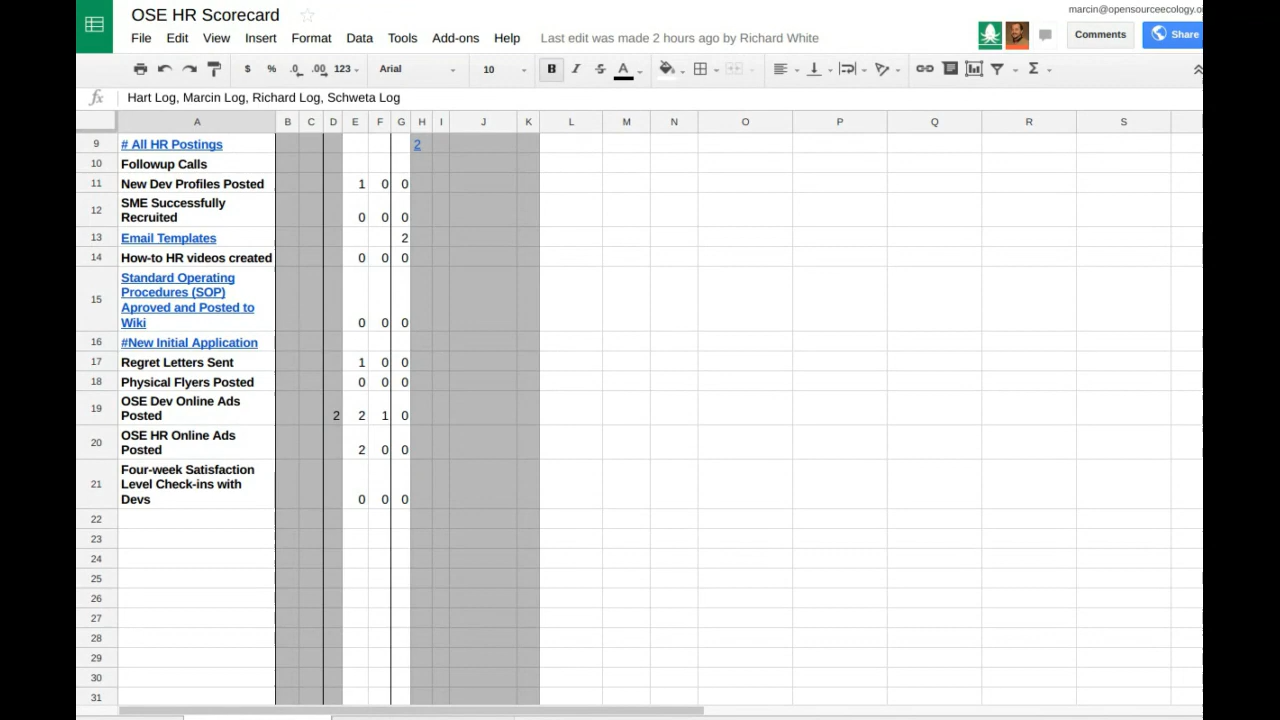 OSE HR Scorecard
marcin@opensourceecology.o
File Edit View Insert Format Data Tools Add-ons Help Last edit was made 2 hours ago by Richard White
Comments Share
$ % .0 .00 123 Arial 10 B I S A Σ
fx Hart Log, Marcin Log, Richard Log, Schweta Log
A B C D E F G H I J K L M N O P Q R S
9 # All HR Postings 2
10 Followup Calls
11 New Dev Profiles Posted 1 0 0
12 SME Successfully
Recruited 0 0 0
13 Email Templates 2
14 How-to HR videos created 0 0 0
15 Standard Operating
Procedures (SOP)
Aproved and Posted to
Wiki 0 0 0
16 #New Initial Application
17 Regret Letters Sent 1 0 0
18 Physical Flyers Posted 0 0 0
19 OSE Dev Online Ads
Posted 2 2 1 0
20 OSE HR Online Ads
Posted 2 0 0
21 Four-week Satisfaction
Level Check-ins with
Devs 0 0 0
22
23
24
25
26
27
28
29
30
31